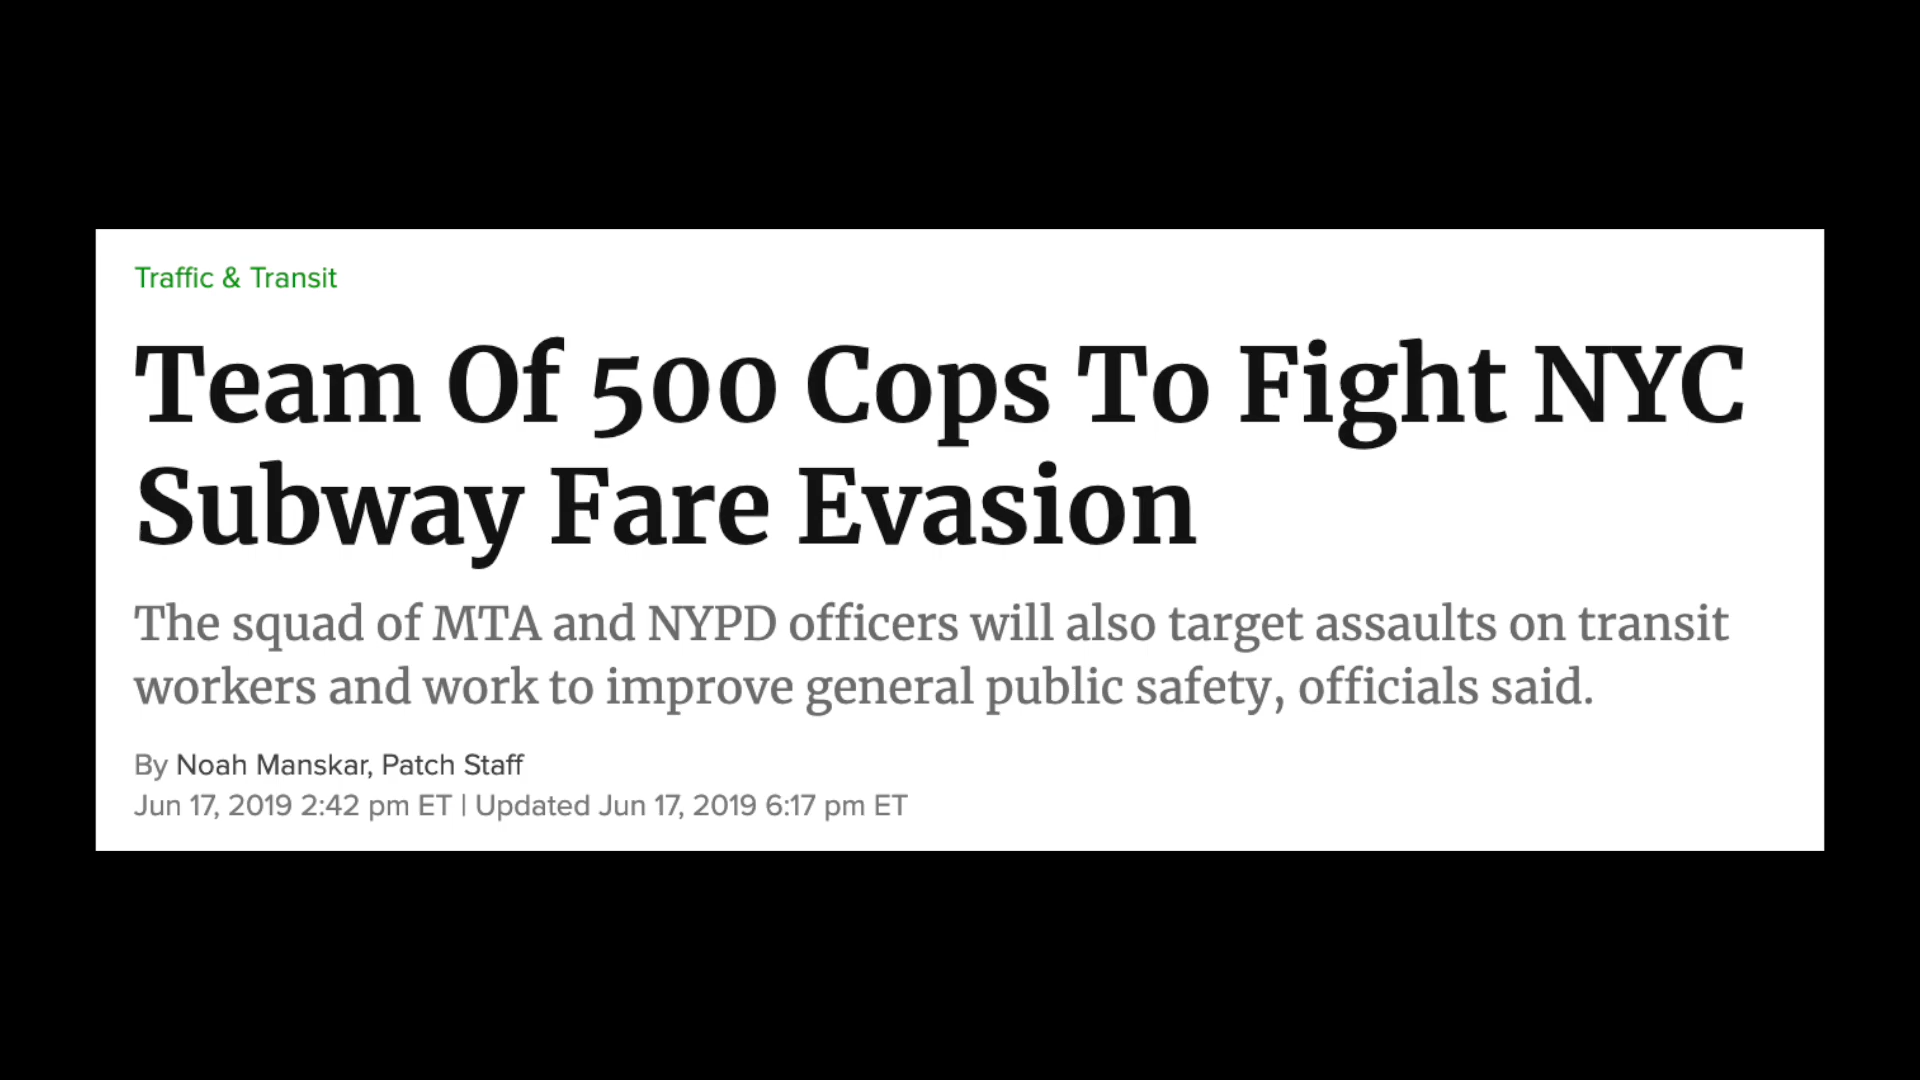 Traffic & Transit
Team Of 500 Cops To Fight NYC
Subway Fare Evasion
The squad of MTA and NYPD officers will also target assaults on transit
workers and work to improve general public safety, officials said.
By Noah Manskar, Patch Staff
Jun 17, 2019 2:42 pm ET | Updated Jun 17, 2019 6:17 pm ET